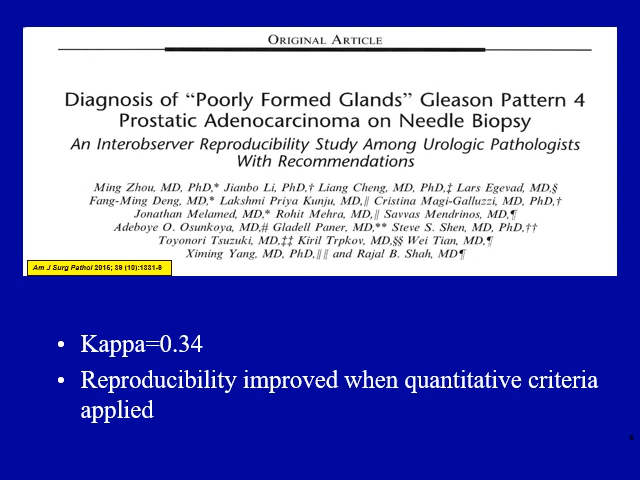 ORIGINAL ARTICLE
Diagnosis of “Poorly Formed Glands” Gleason Pattern 4
Prostatic Adenocarcinoma on Needle Biopsy
An Interobserver Reproducibility Study Among Urologic Pathologists
With Recommendations
Ming Zhou, MD, PhD,* Jianbo Li, PhD,† Liang Cheng, MD, PhD,‡ Lars Egevad, MD,§
Fang-Ming Deng, MD,* Lakshmi Priya Kunju, MD,∥ Cristina Magi-Galluzzi, MD, PhD,†
Jonathan Melamed, MD,* Rohit Mehra, MD,∥ Savvas Mendrinos, MD,¶
Adeboye O. Osunkoya, MD,# Gladell Paner, MD,** Steve S. Shen, MD, PhD,††
Toyonori Tsuzuki, MD,‡‡ Kiril Trpkov, MD,§§ Wei Tian, MD,¶
Ximing Yang, MD, PhD,∥∥ and Rajal B. Shah, MD¶
Am J Surg Pathol 2015; 39 (10):1331-9
• Kappa=0.34
• Reproducibility improved when quantitative criteria
applied